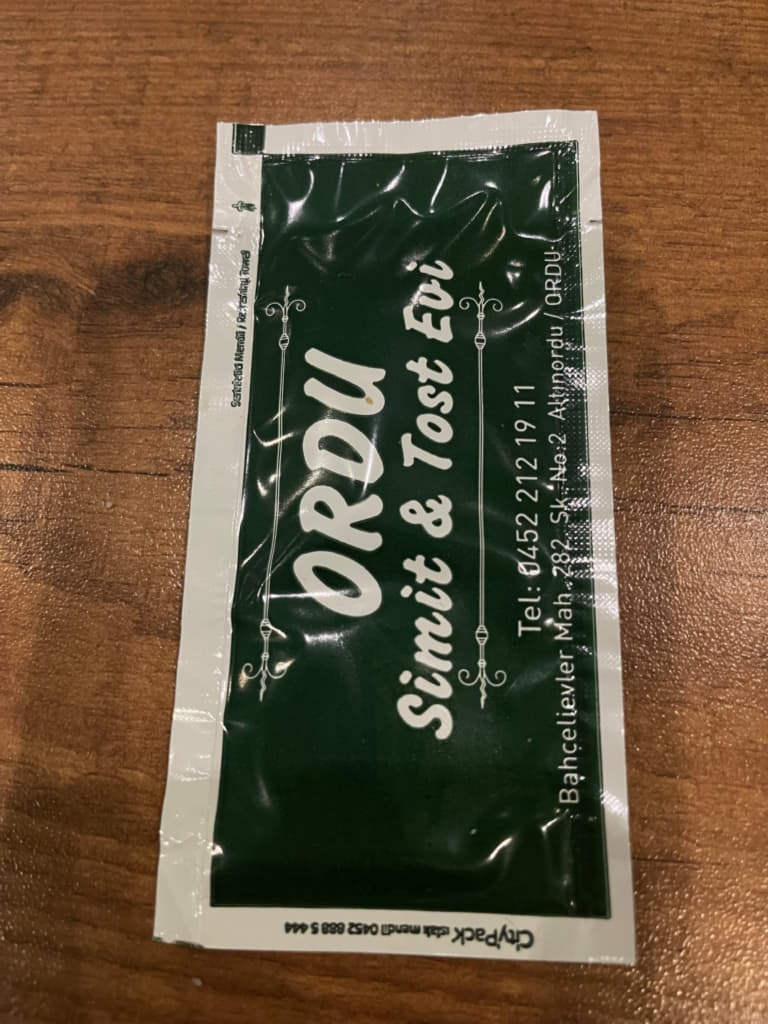 Serinletici Mendil / Refreshing Towel
ORDU
Simit & Tost Evi
Tel: 0452 212 19 11
Bahçelievler Mah. 282. Sk. No:2 Altınordu / ORDU
CityPack ıslak mendil 0452 888 5 444